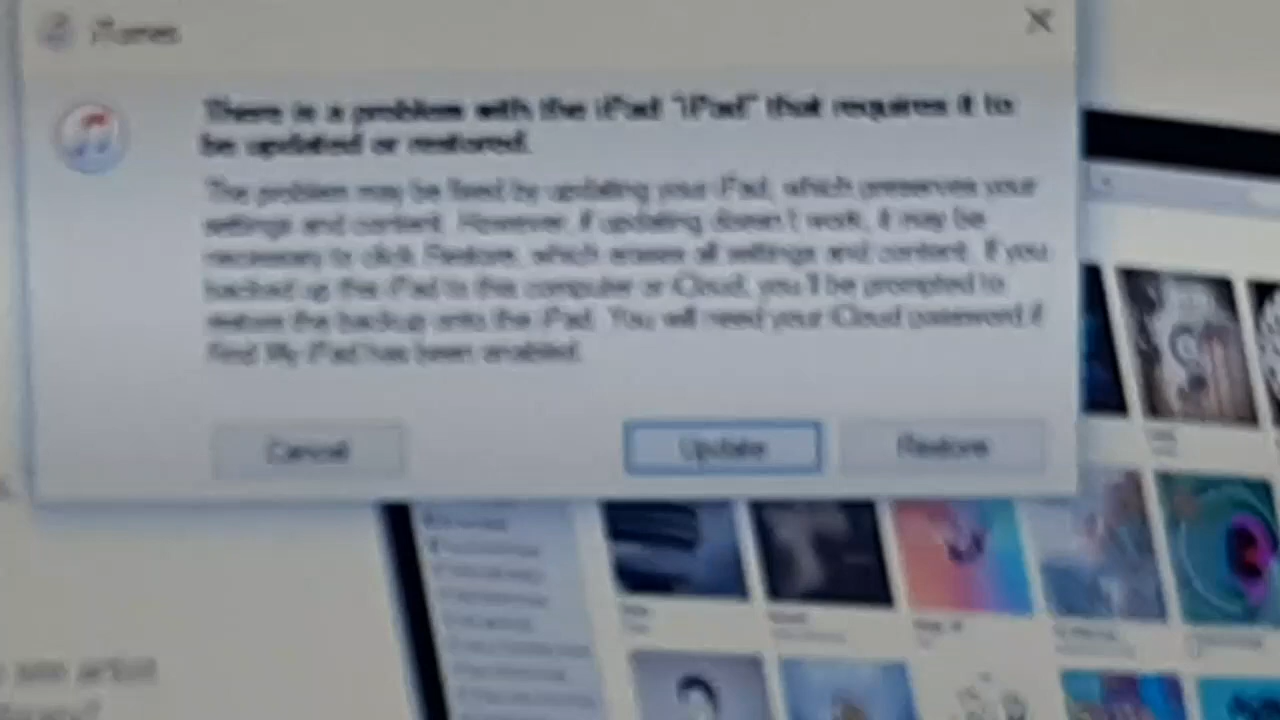 iTunes
There is a problem with the iPad "iPad" that requires it to
be updated or restored.
The problem may be fixed by updating your iPad, which preserves your
settings and content. However, if updating doesn't work, it may be
necessary to click Restore, which erases all settings and content. If you
backed up this iPad to this computer or iCloud, you'll be prompted to
restore the backup onto the iPad. You will need your iCloud password if
Find My iPad has been enabled.
Cancel
Update
Restore